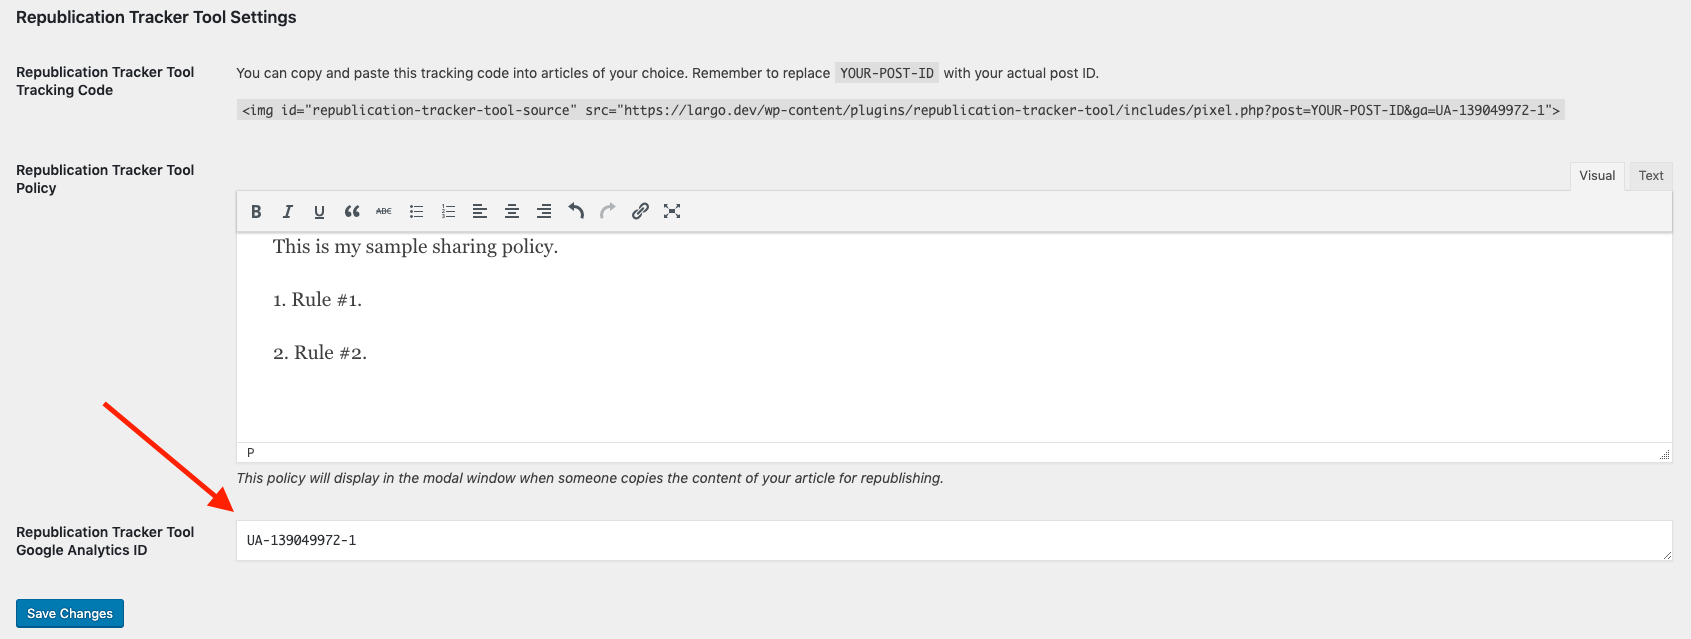 Republication Tracker Tool Settings
Republication Tracker Tool
Tracking Code
You can copy and paste this tracking code into articles of your choice. Remember to replace YOUR-POST-ID with your actual post ID.
<img id="republication-tracker-tool-source" src="https://largo.dev/wp-content/plugins/republication-tracker-tool/includes/pixel.php?post=YOUR-POST-ID&ga=UA-139049972-1">
Republication Tracker Tool
Policy
Visual Text
B I U ABC
This is my sample sharing policy.
1. Rule #1.
2. Rule #2.
P
This policy will display in the modal window when someone copies the content of your article for republishing.
Republication Tracker Tool
Google Analytics ID
UA-139049972-1
Save Changes